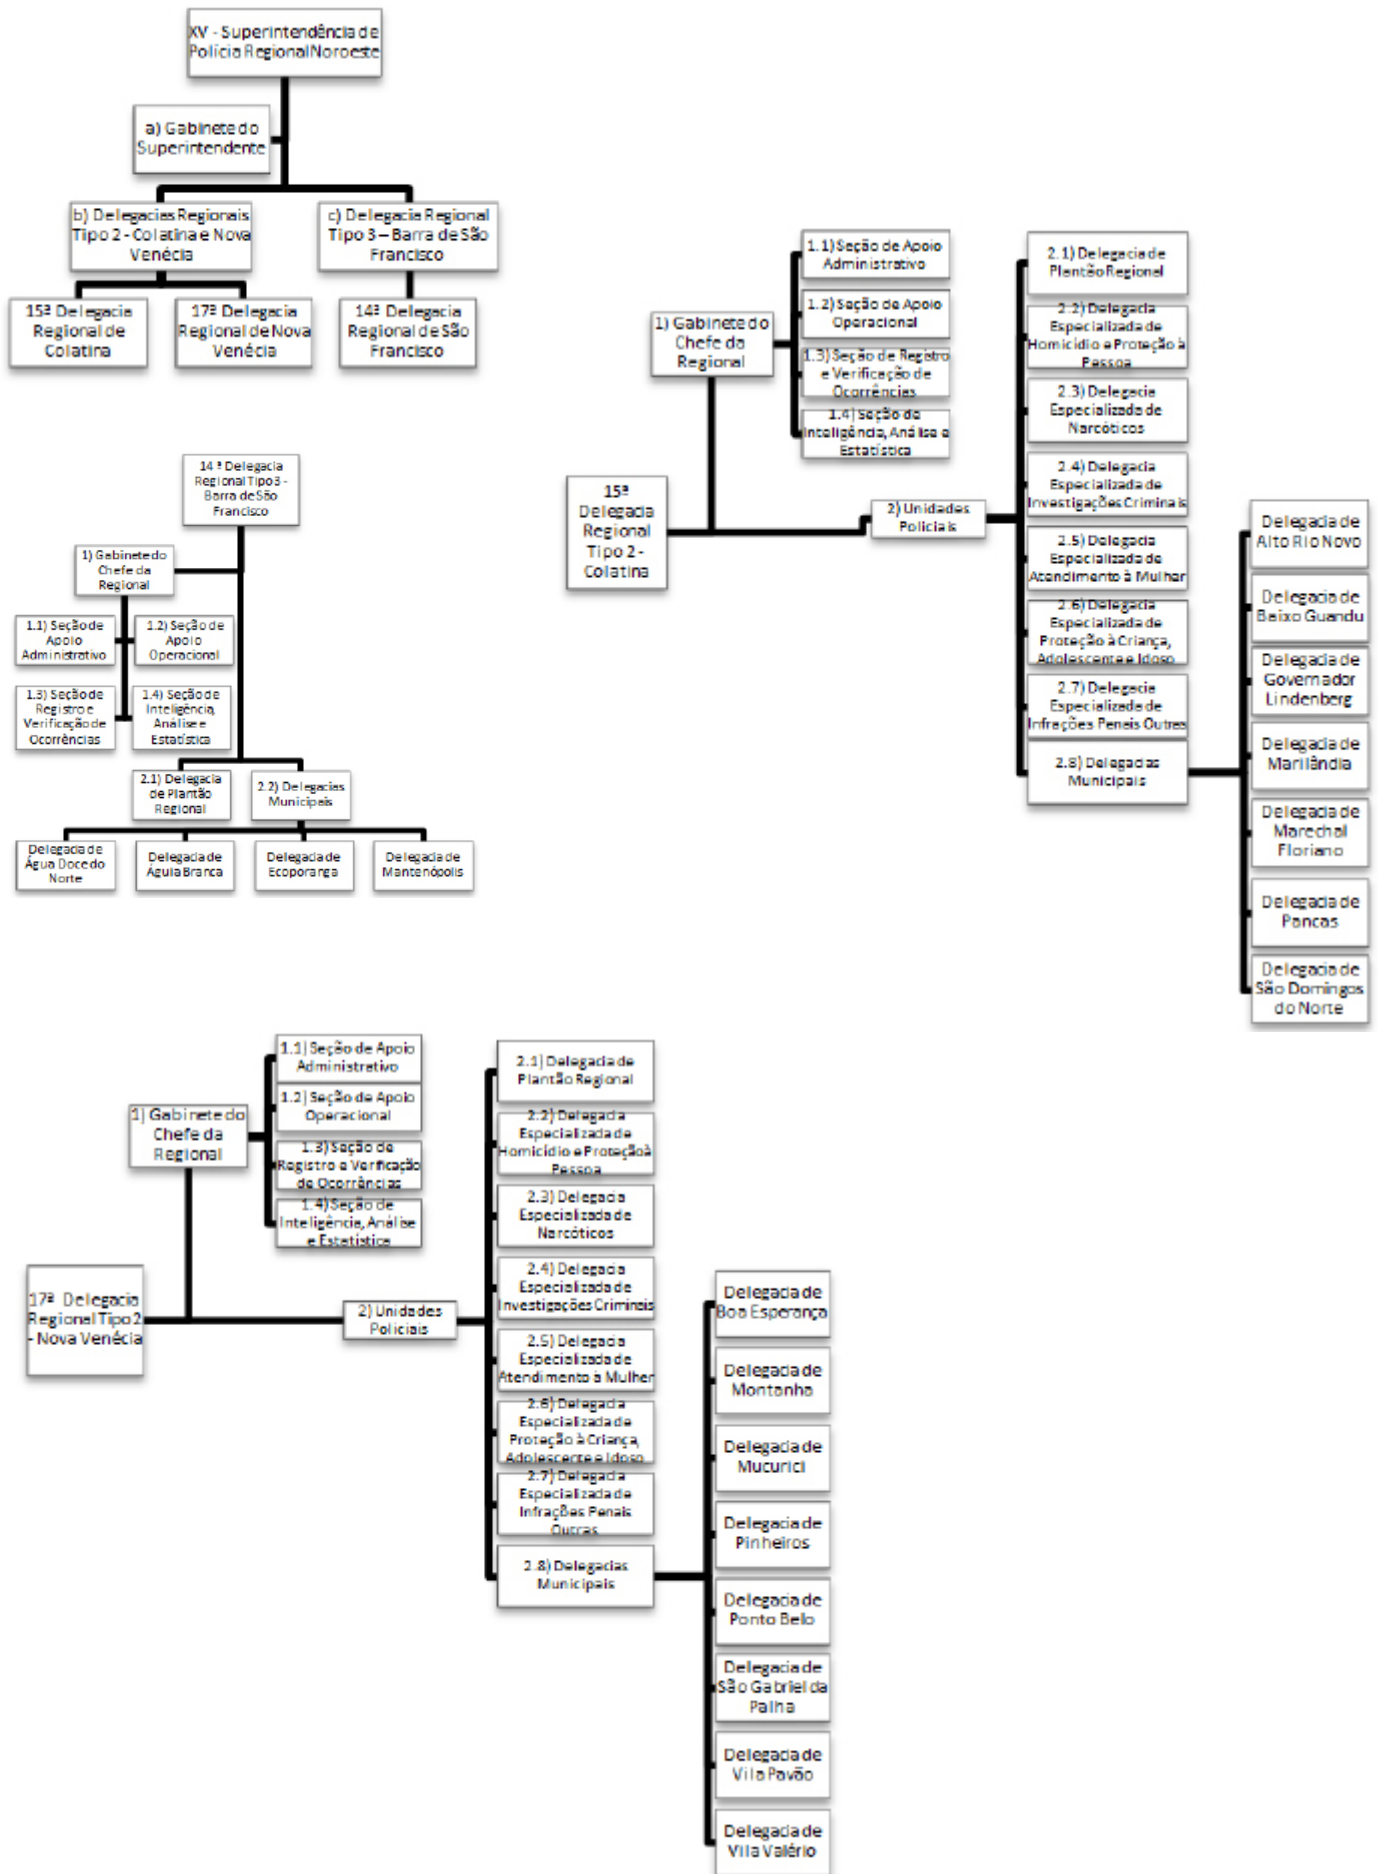 XV - Superintendência de
Polícia Regional Noroeste
a) Gabinete do
Superintendente
b) Delegacias Regionais
Tipo 2 - Colatina e Nova
Venécia
c) Delegacia Regional
Tipo 3 – Barra de São
Francisco
15ª Delegacia
Regional de
Colatina
17ª Delegacia
Regional de Nova
Venécia
14ª Delegacia
Regional de São
Francisco
14 ª Delegacia
Regional Tipo 3 -
Barra de São
Francisco
1) Gabinete do
Chefe da
Regional
1.1) Seção de
Apoio
Administrativo
1.2) Seção de
Apoio
Operacional
1.3) Seção de
Registro e
Verificação de
Ocorrências
1.4) Seção de
Inteligência,
Análise e
Estatística
2.1) Delegacia
de Plantão
Regional
2.2) Delegacias
Municipais
Delegacia de
Água Doce do
Norte
Delegacia de
Águia Branca
Delegacia de
Ecoporanga
Delegacia de
Mantenópolis
15ª
Delegacia
Regional
Tipo 2 -
Colatina
1) Gabinete do
Chefe da
Regional
1.1) Seção de Apoio
Administrativo
1.2) Seção de Apoio
Operacional
1.3) Seção de Registro
e Verificação de
Ocorrências
1.4) Seção de
Inteligência, Análise e
Estatística
2) Unidades
Policiais
2.1) Delegacia de
Plantão Regional
2.2) Delegacia
Especializada de
Homicídio e Proteção à
Pessoa
2.3) Delegacia
Especializada de
Narcóticos
2.4) Delegacia
Especializada de
Investigações Criminais
2.5) Delegacia
Especializada de
Atendimento à Mulher
2.6) Delegacia
Especializada de
Proteção à Criança,
Adolescente e Idoso
2.7) Delegacia
Especializada de
Infrações Penais Outras
2.8) Delegacias
Municipais
Delegacia de
Alto Rio Novo
Delegacia de
Baixo Guandu
Delegacia de
Governador
Lindenberg
Delegacia de
Marilândia
Delegacia de
Marechal
Floriano
Delegacia de
Pancas
Delegacia de
São Domingos
do Norte
17ª Delegacia
Regional Tipo 2
- Nova Venécia
1) Gabinete do
Chefe da
Regional
1.1) Seção de Apoio
Administrativo
1.2) Seção de Apoio
Operacional
1.3) Seção de
Registro e Verificação
de Ocorrências
1.4) Seção de
Inteligência, Análise
e Estatística
2) Unidades
Policiais
2.1) Delegacia de
Plantão Regional
2.2) Delegacia
Especializada de
Homicídio e Proteção à
Pessoa
2.3) Delegacia
Especializada de
Narcóticos
2.4) Delegacia
Especializada de
Investigações Criminais
2.5) Delegacia
Especializada de
Atendimento à Mulher
2.6) Delegacia
Especializada de
Proteção à Criança,
Adolescente e Idoso
2.7) Delegacia
Especializada de
Infrações Penais
Outras
2.8) Delegacias
Municipais
Delegacia de
Boa Esperança
Delegacia de
Montanha
Delegacia de
Mucurici
Delegacia de
Pinheiros
Delegacia de
Ponto Belo
Delegacia de
São Gabriel da
Palha
Delegacia de
Vila Pavão
Delegacia de
Vila Valério